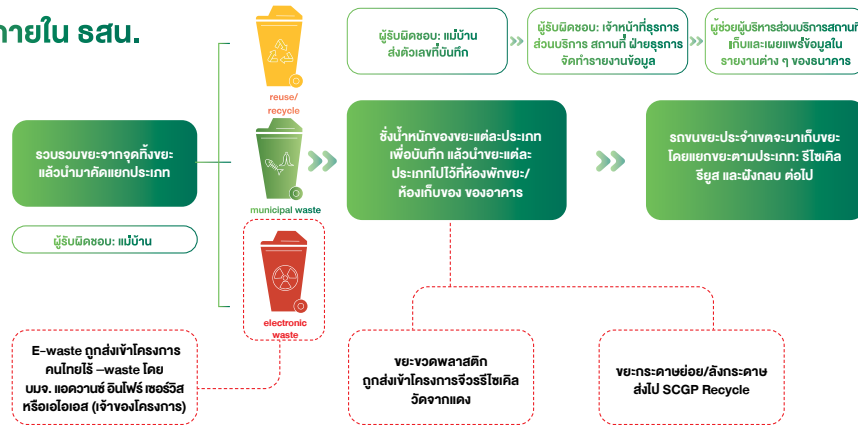 ภายใน ธสน.
reuse/
recycle
ผู้รับผิดชอบ: แม่บ้าน
ส่งตัวเลขที่บันทึก
ผู้รับผิดชอบ: เจ้าหน้าที่ธุรการ
ส่วนบริการ สถานที่ ฝ่ายธุรการ
จัดทำรายงานข้อมูล
ผู้ช่วยผู้บริหารส่วนบริการสถานที่
เก็บและเผยแพร่ข้อมูลใน
รายงานต่าง ๆ ของธนาคาร
รวบรวมขยะจากจุดทิ้งขยะ
แล้วนำมาคัดแยกประเภท
ผู้รับผิดชอบ: แม่บ้าน
municipal waste
ชั่งน้ำหนักของขยะแต่ละประเภท
เพื่อบันทึก แล้วนำขยะแต่ละ
ประเภทไปไว้ที่ห้องพักขยะ/
ห้องเก็บของ ของอาคาร
รถขนขยะประจำเขตจะมาเก็บขยะ
โดยแยกขยะตามประเภท: รีไซเคิล
รียูส และฝังกลบ ต่อไป
electronic
waste
E-waste ถูกส่งเข้าโครงการ
คนไทยไร้ –waste โดย
บมจ. แอดวานซ์ อินโฟร์ เซอร์วิส
หรือเอไอเอส (เจ้าของโครงการ)
ขยะขวดพลาสติก
ถูกส่งเข้าโครงการจีวรรีไซเคิล
วัดจากแดง
ขยะกระดาษย่อย/ลังกระดาษ
ส่งไป SCGP Recycle